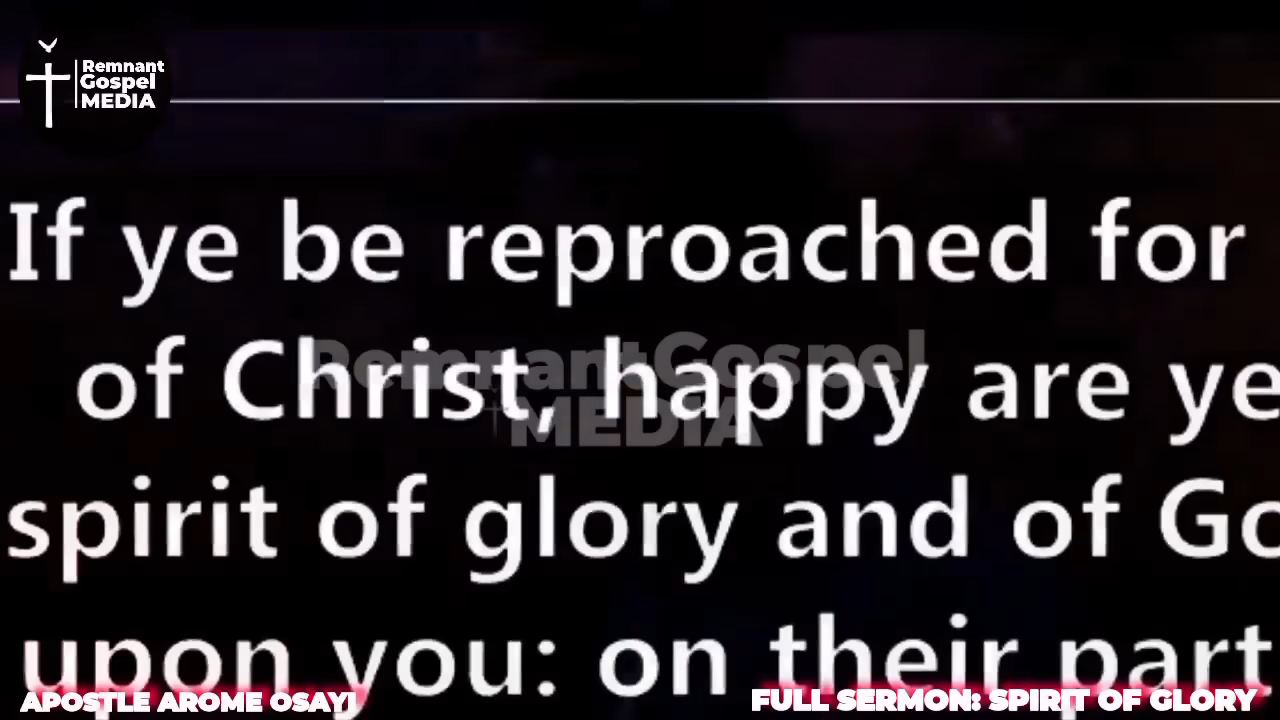 Remnant
Gospel
MEDIA
If ye be reproached for
of Christ, happy are ye
Remnant Gospel
MEDIA
spirit of glory and of Go
upon you: on their part
APOSTLE AROME OSAYI
FULL SERMON: SPIRIT OF GLORY